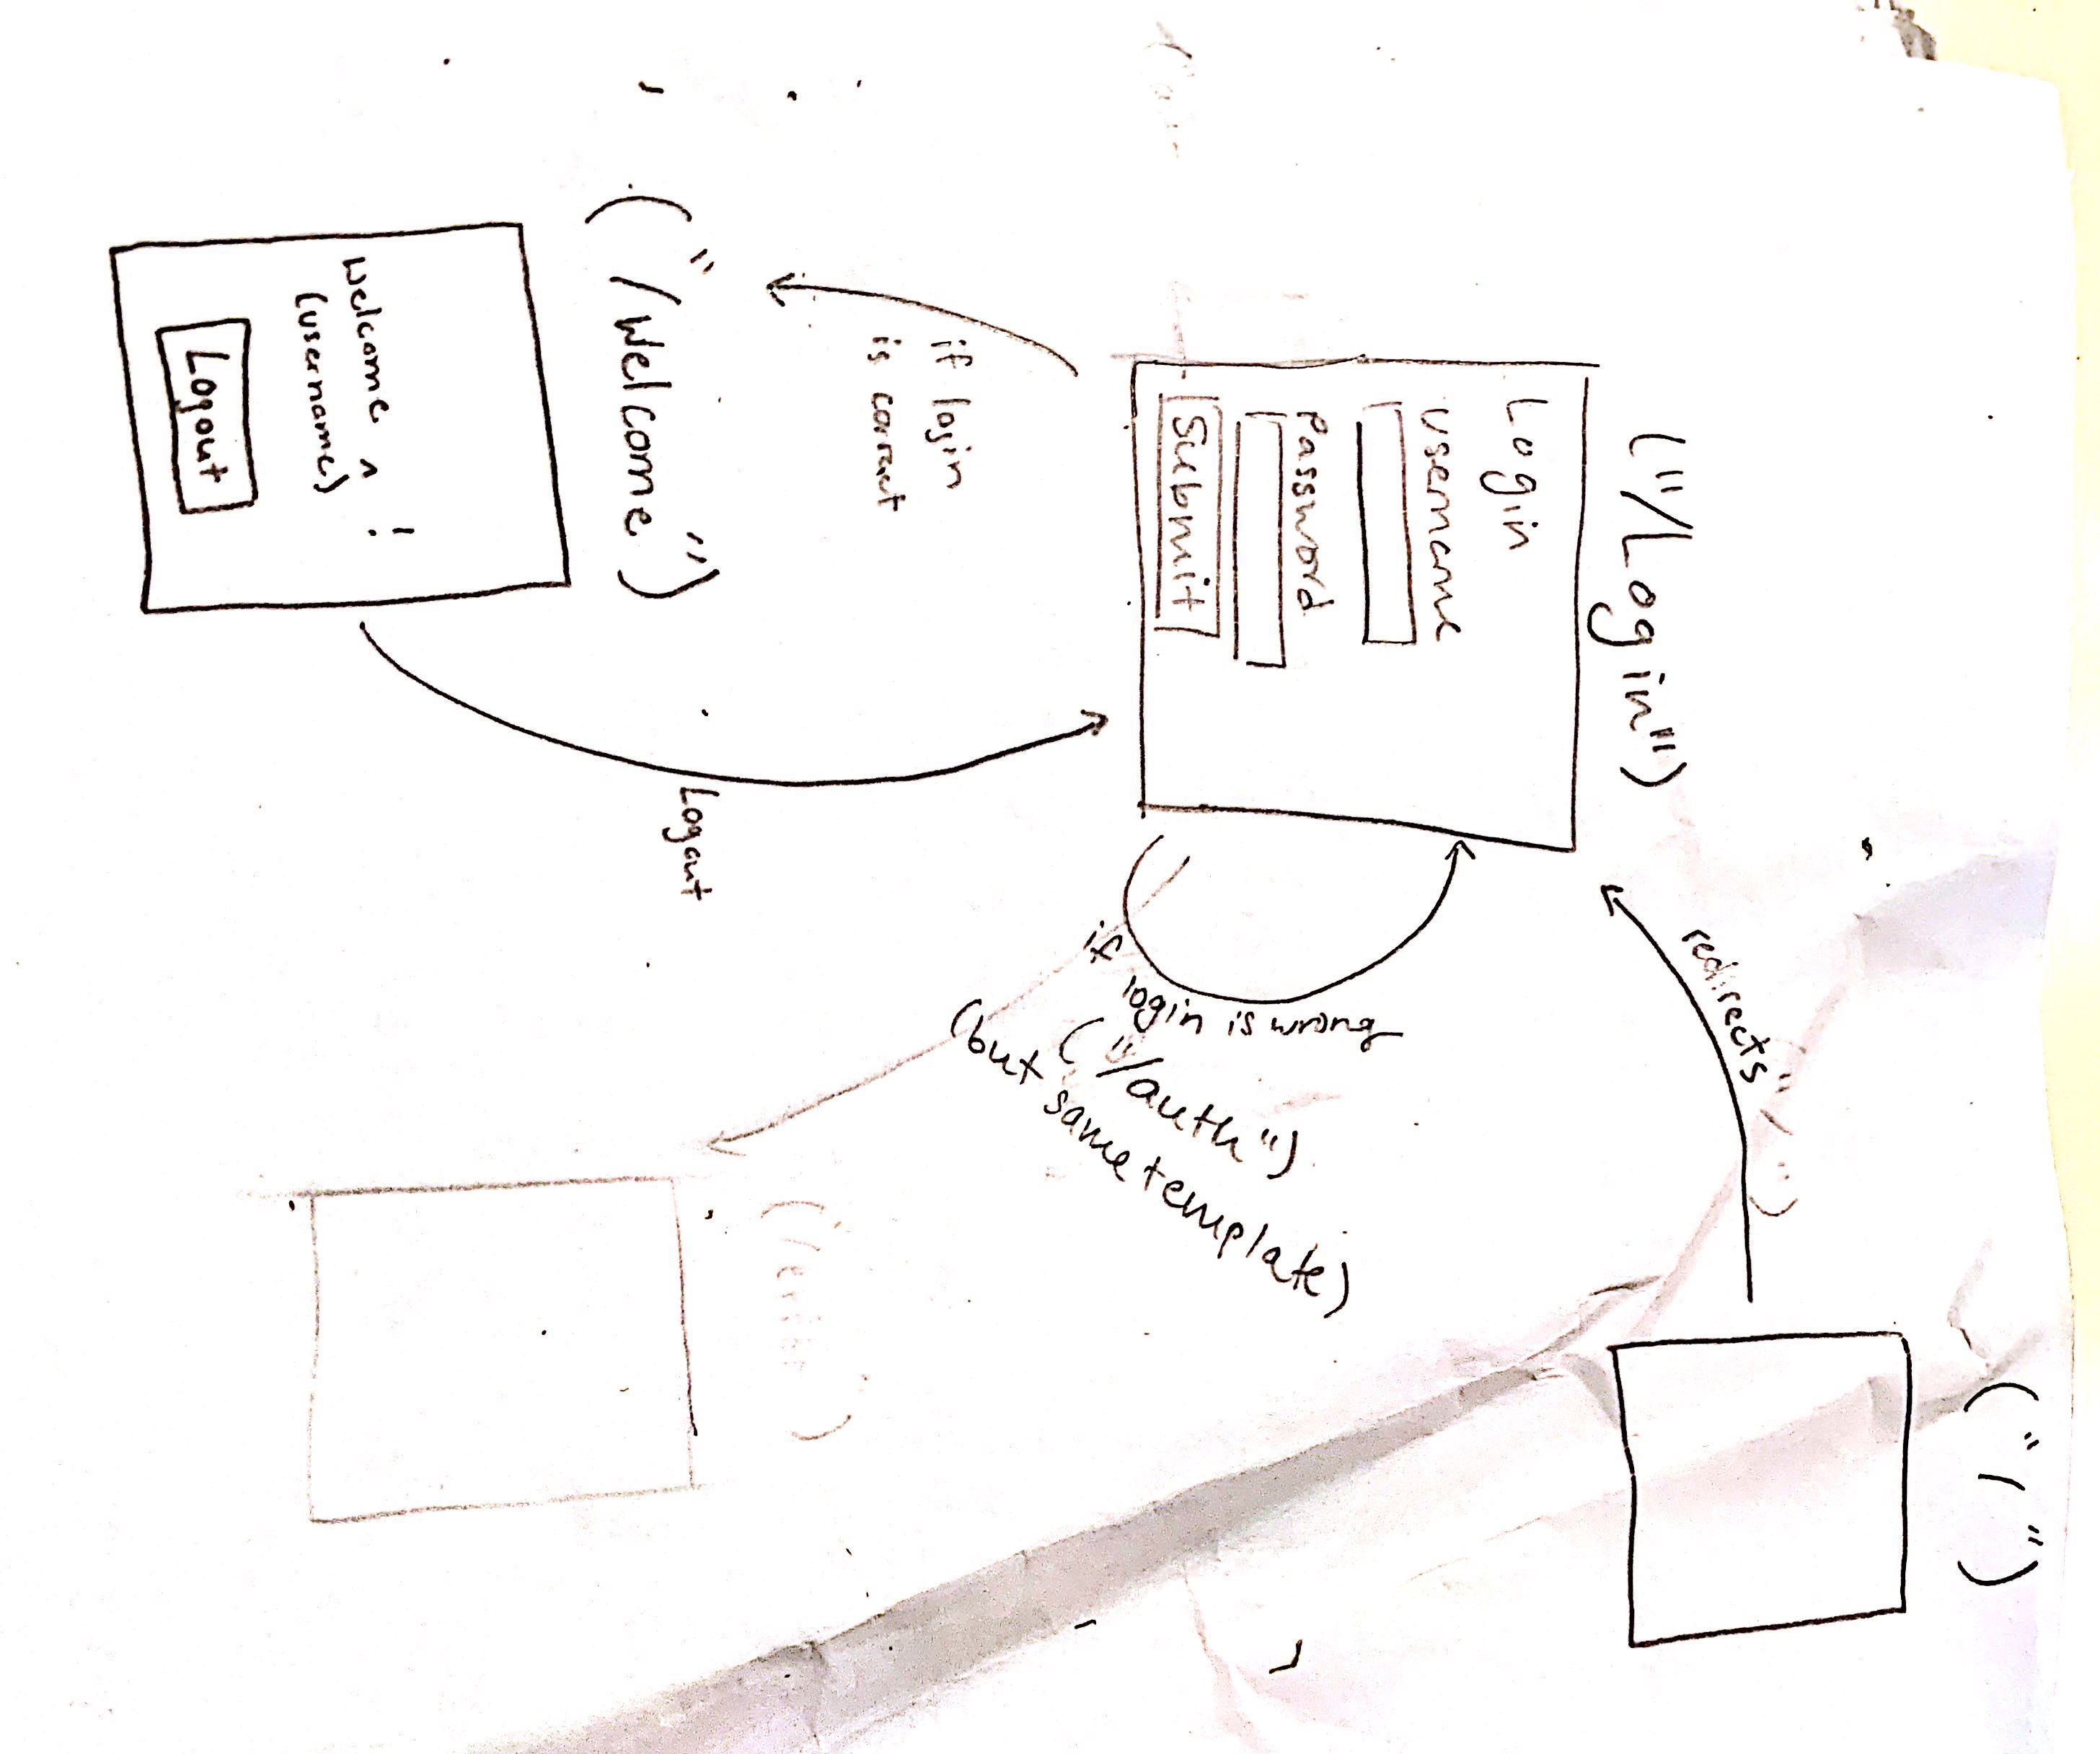 ("/")
redirects
"/")
("/Login")
Login
username
Password
Submit
if login is wrong
("/auth")
(but same template)
if login
is correct
("/Welcome")
Welcome ^ !
(username)
Logout
Logout